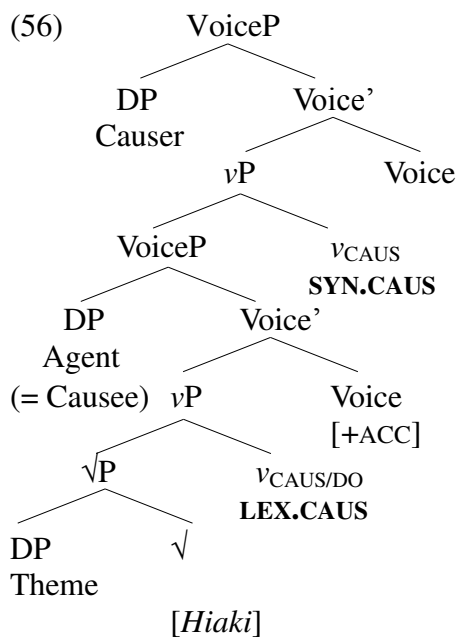 (56) VoiceP
DP Voice’
Causer
vP Voice
VoiceP vCAUS
SYN.CAUS
DP Voice’
Agent
(= Causee) vP Voice
[+ACC]
√P vCAUS/DO
LEX.CAUS
DP √
Theme
[Hiaki]